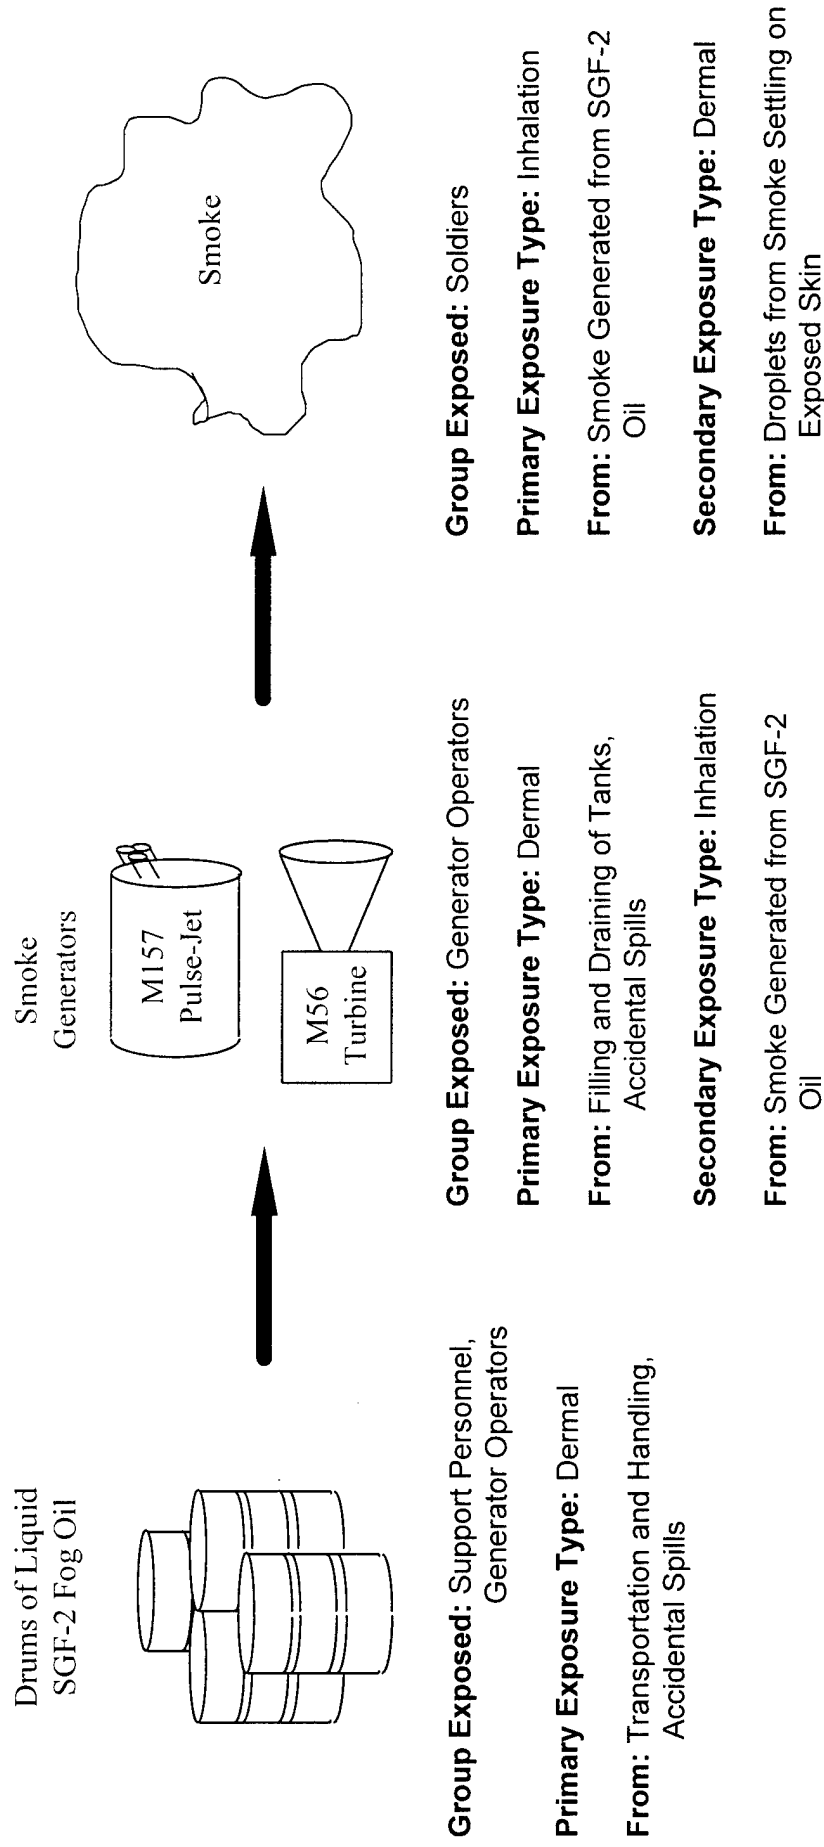 Drums of Liquid
SGF-2 Fog Oil
Group Exposed: Support Personnel,
Generator Operators
Primary Exposure Type: Dermal
From: Transportation and Handling,
Accidental Spills
Smoke
Generators
M157
Pulse-Jet
M56
Turbine
Group Exposed: Generator Operators
Primary Exposure Type: Dermal
From: Filling and Draining of Tanks,
Accidental Spills
Secondary Exposure Type: Inhalation
From: Smoke Generated from SGF-2
Oil
Smoke
Group Exposed: Soldiers
Primary Exposure Type: Inhalation
From: Smoke Generated from SGF-2
Oil
Secondary Exposure Type: Dermal
From: Droplets from Smoke Settling on
Exposed Skin